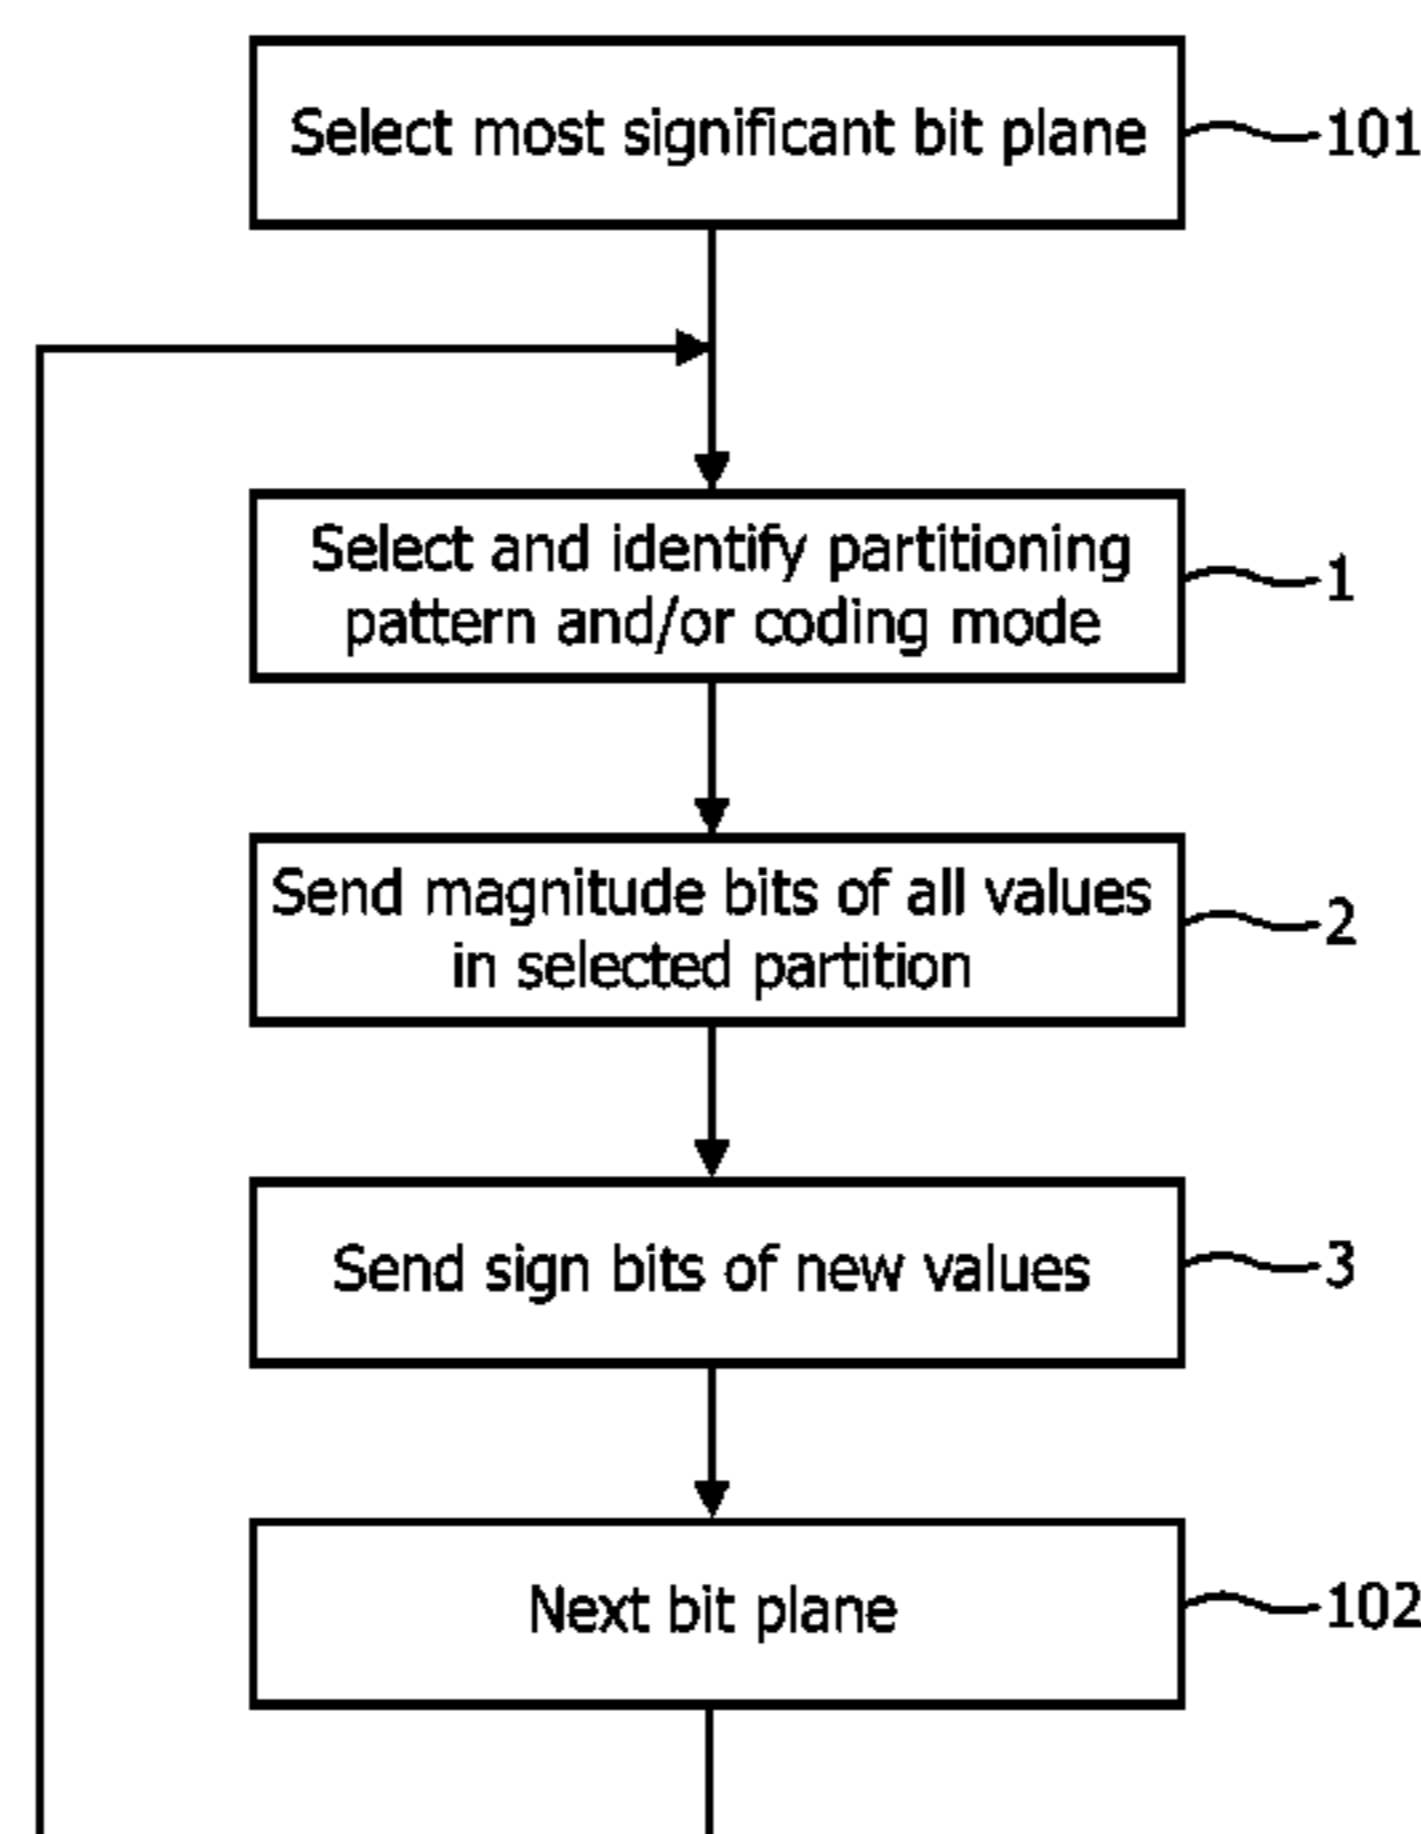 Select most significant bit plane
101
Select and identify partitioning
pattern and/or coding mode
1
Send magnitude bits of all values
in selected partition
2
Send sign bits of new values
3
Next bit plane
102